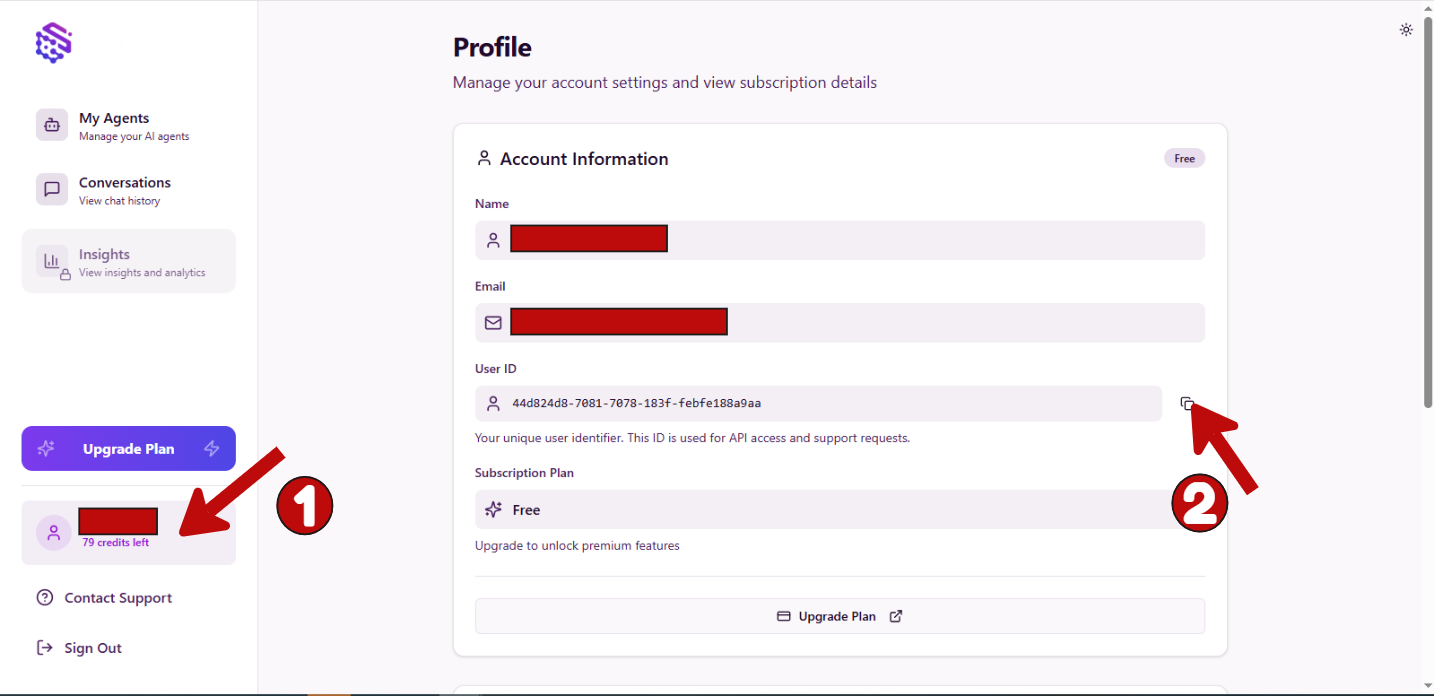 My Agents
Manage your AI agents
Conversations
View chat history
Insights
View insights and analytics
Upgrade Plan
79 credits left
Contact Support
Sign Out
1
Profile
Manage your account settings and view subscription details
Account Information
Free
Name
Email
User ID
44d824d8-7081-7078-183f-febfe188a9aa
Your unique user identifier. This ID is used for API access and support requests.
Subscription Plan
Free
Upgrade to unlock premium features
2
Upgrade Plan